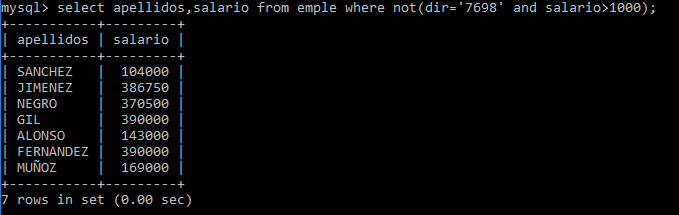 mysql> select apellidos,salario from emple where not(dir='7698' and salario>1000);
+-----------+---------+
| apellidos | salario |
+-----------+---------+
| SANCHEZ   |  104000 |
| JIMENEZ   |  386750 |
| NEGRO     |  370500 |
| GIL       |  390000 |
| ALONSO    |  143000 |
| FERNANDEZ |  390000 |
| MUÑOZ     |  169000 |
+-----------+---------+
7 rows in set (0.00 sec)